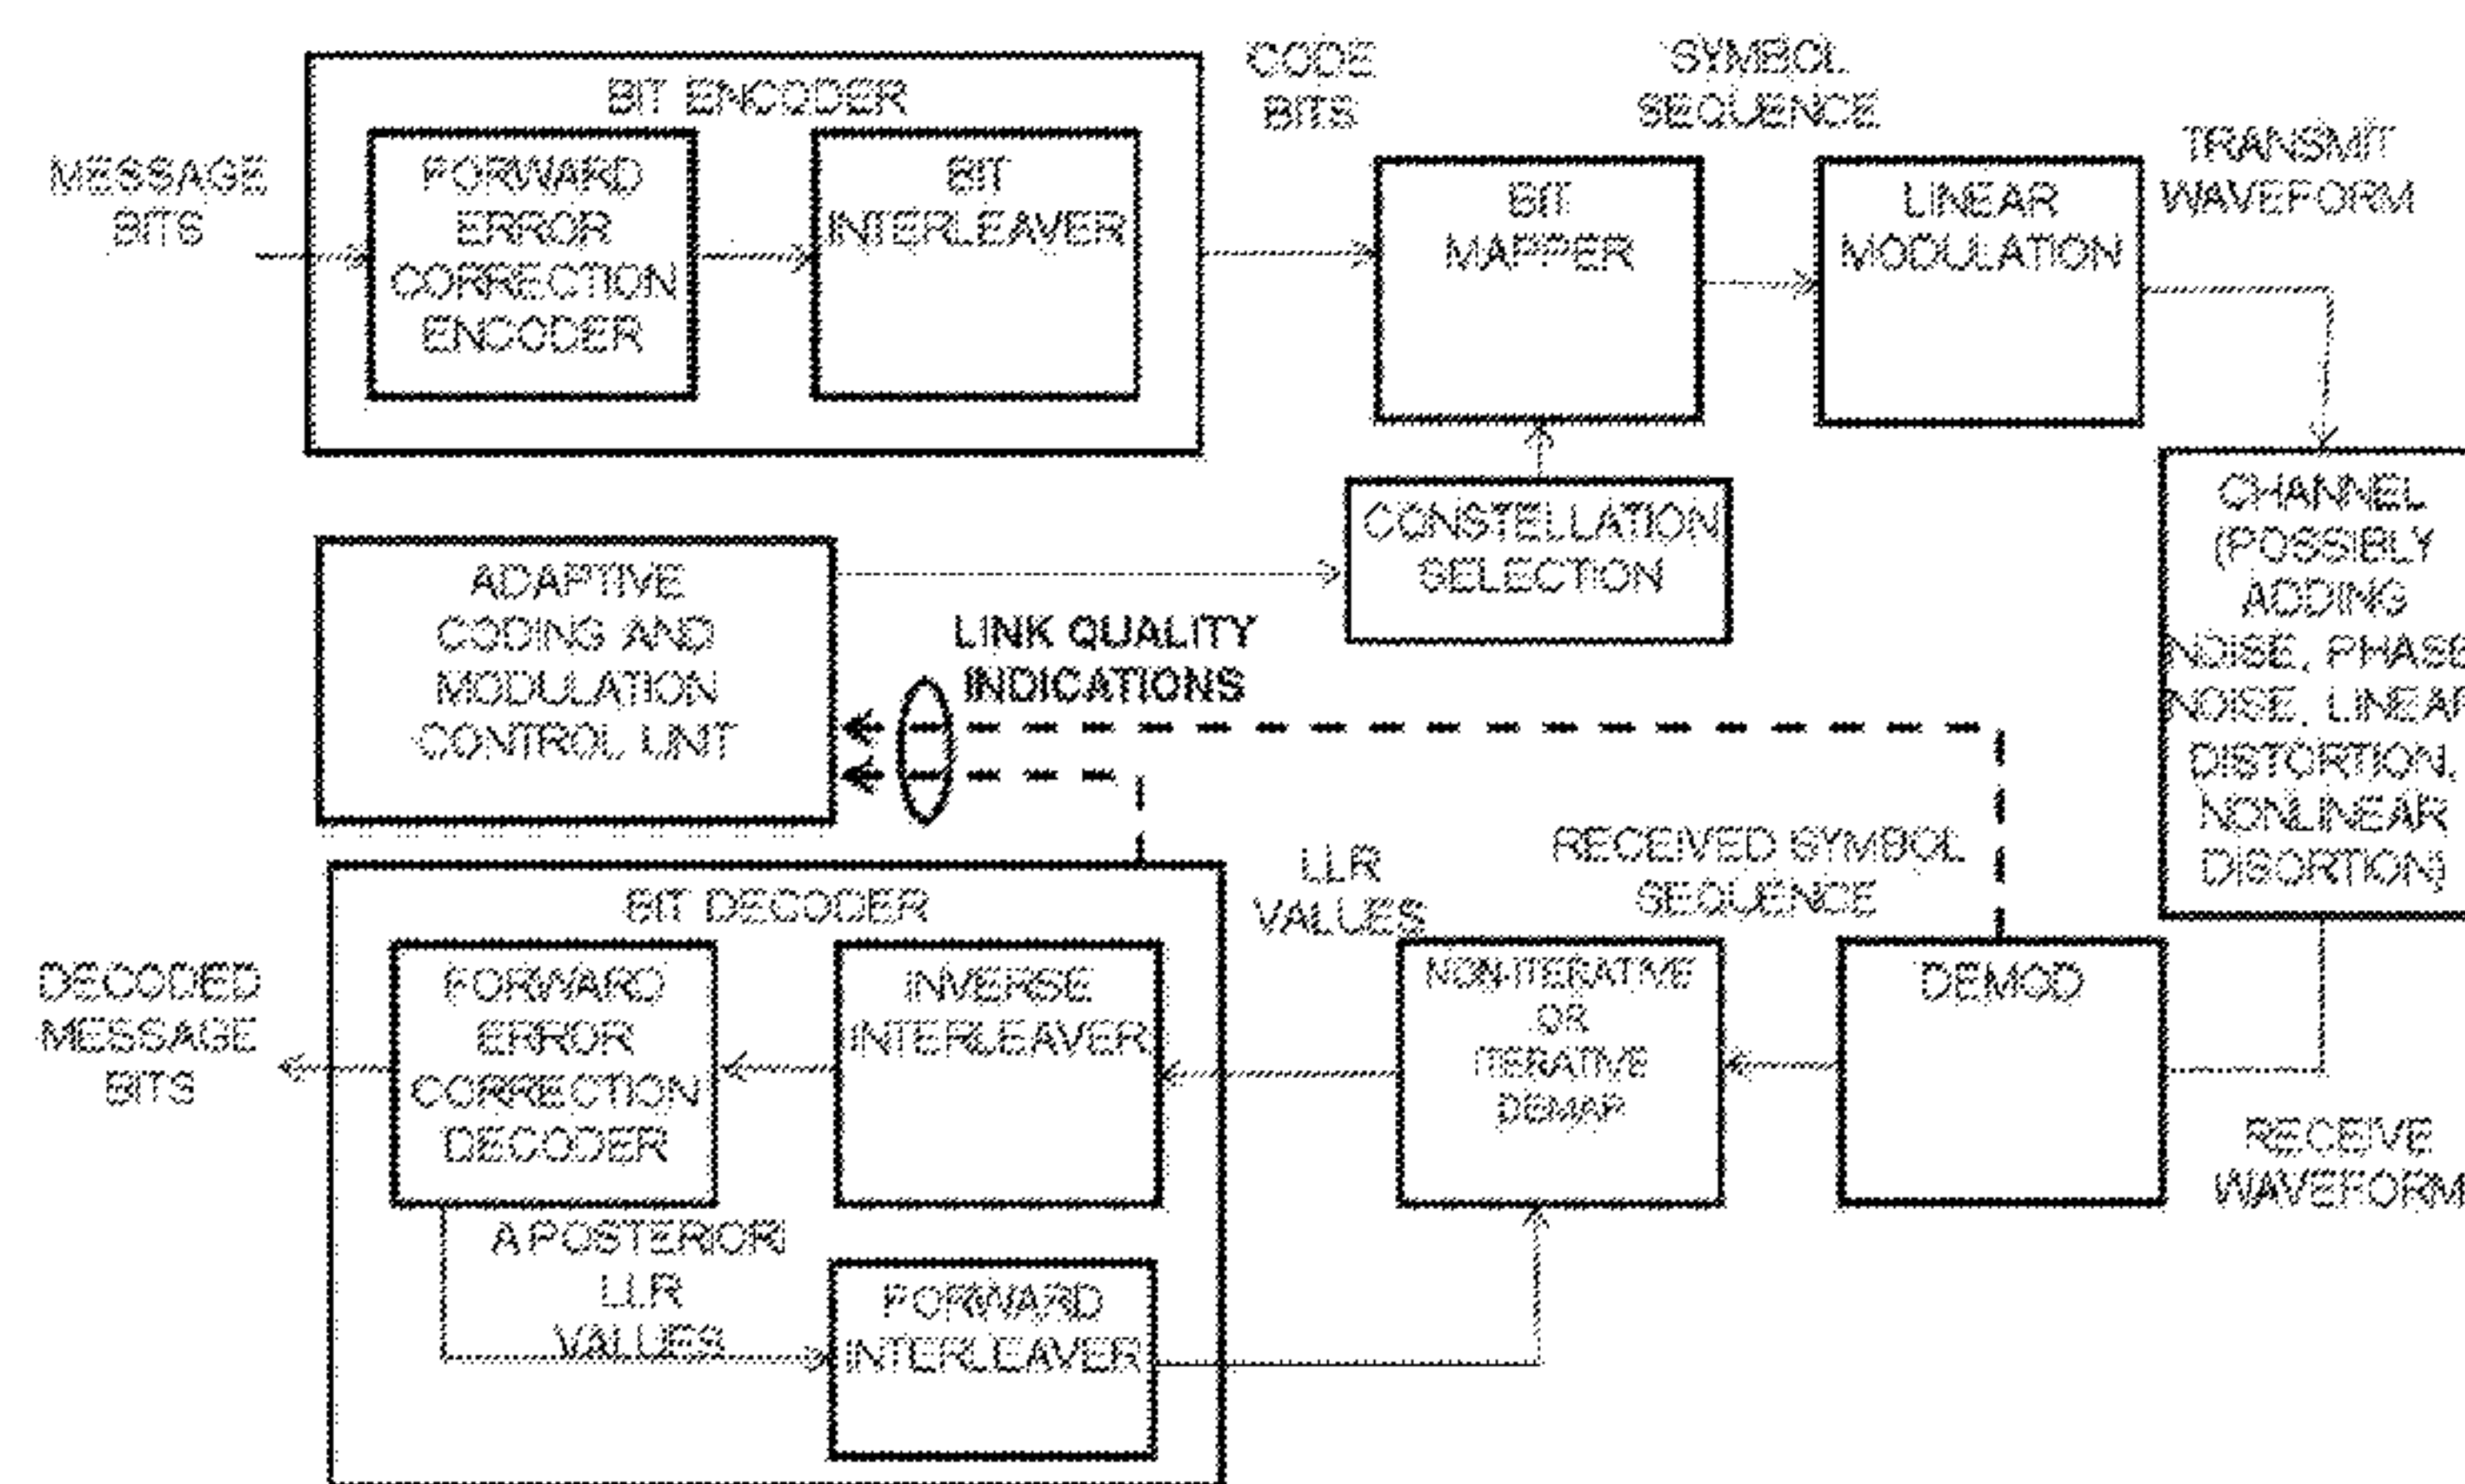 BIT ENCODER
MESSAGE
BITS
FORWARD
ERROR
CORRECTION
ENCODER
BIT
INTERLEAVER
CODE
BITS
BIT
MAPPER
SYMBOL
SEQUENCE
LINEAR
MODULATION
TRANSMIT
WAVEFORM
CONSTELLATION
SELECTION
ADAPTIVE
CODING AND
MODULATION
CONTROL UNIT
LINK QUALITY
INDICATIONS
CHANNEL
(POSSIBLY
ADDING
NOISE, PHASE
NOISE, LINEAR
DISTORTION,
NONLINEAR
DISORTION)
RECEIVE
WAVEFORM
DEMOD
RECEIVED SYMBOL
SEQUENCE
NON-ITERATIVE
OR
ITERATIVE
DEMAP
LLR
VALUES
BIT DECODER
INVERSE
INTERLEAVER
FORWARD
ERROR
CORRECTION
DECODER
DECODED
MESSAGE
BITS
A POSTERIORI
LLR
VALUES
FORWARD
INTERLEAVER